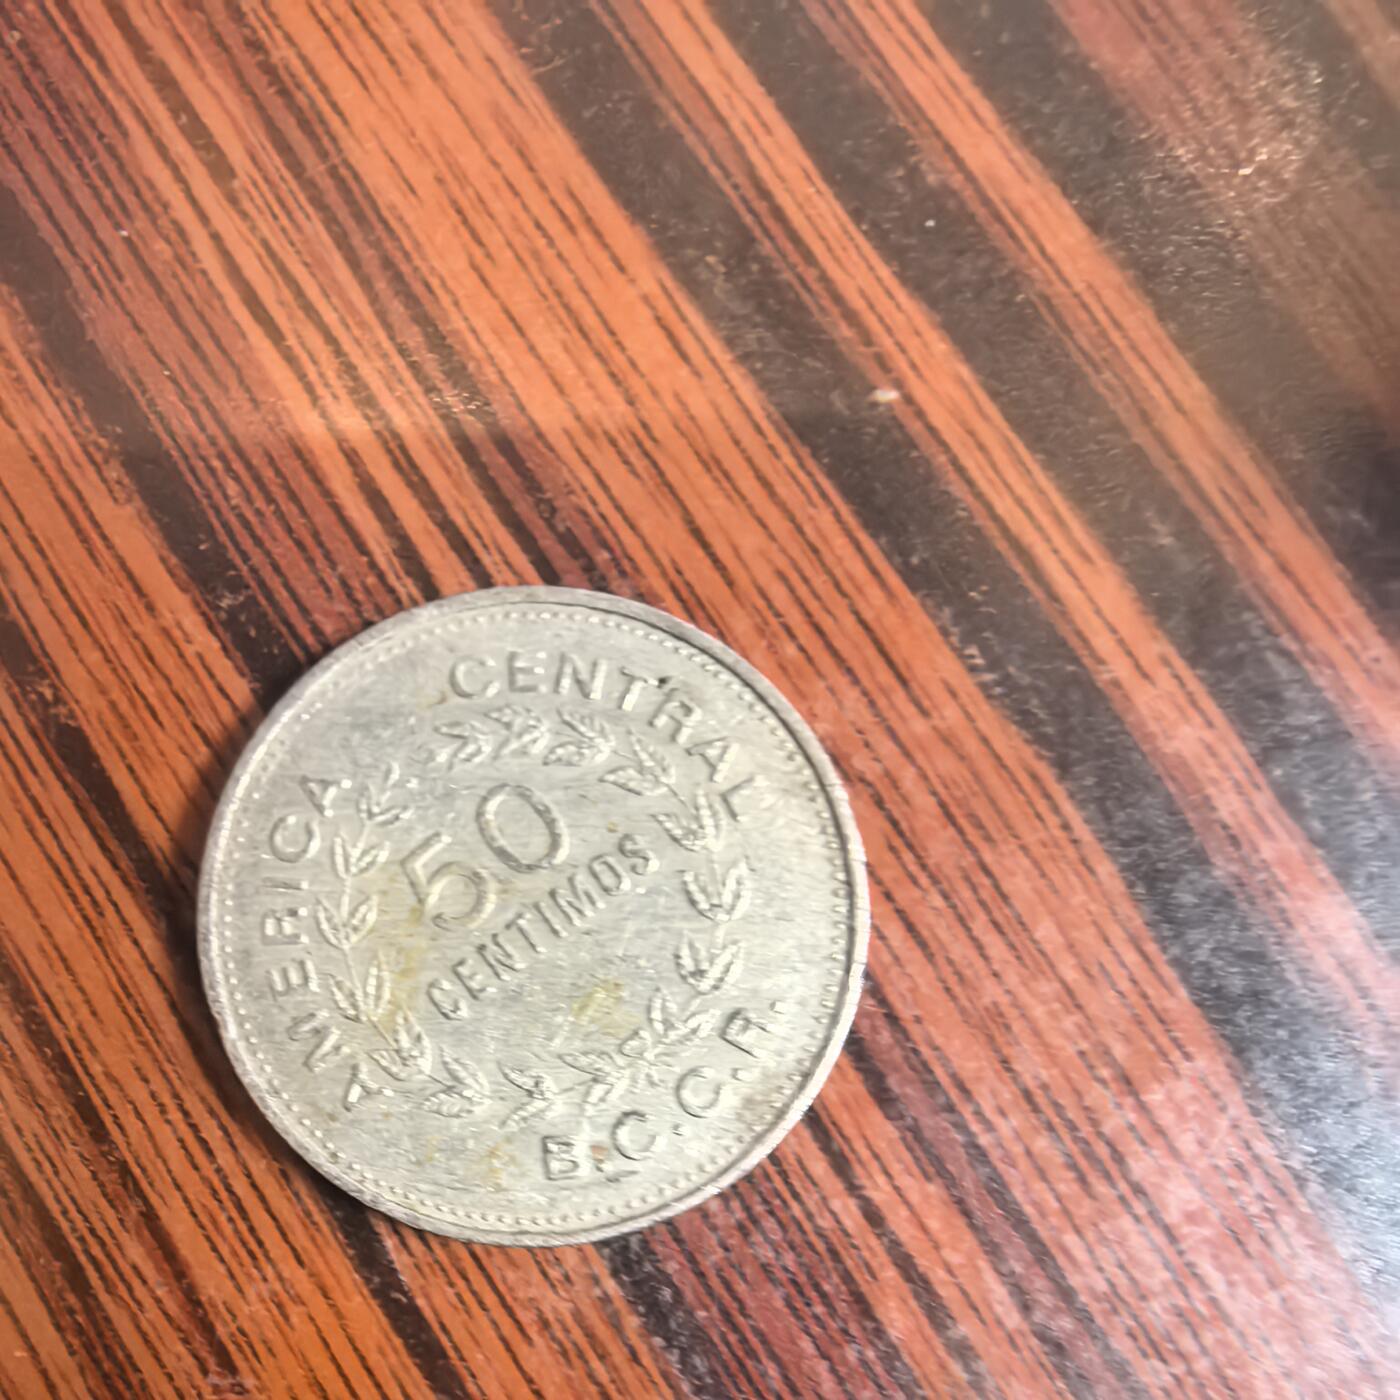 AMERICA CENTRAL
50
CENTIMOS
B.C.C.R.